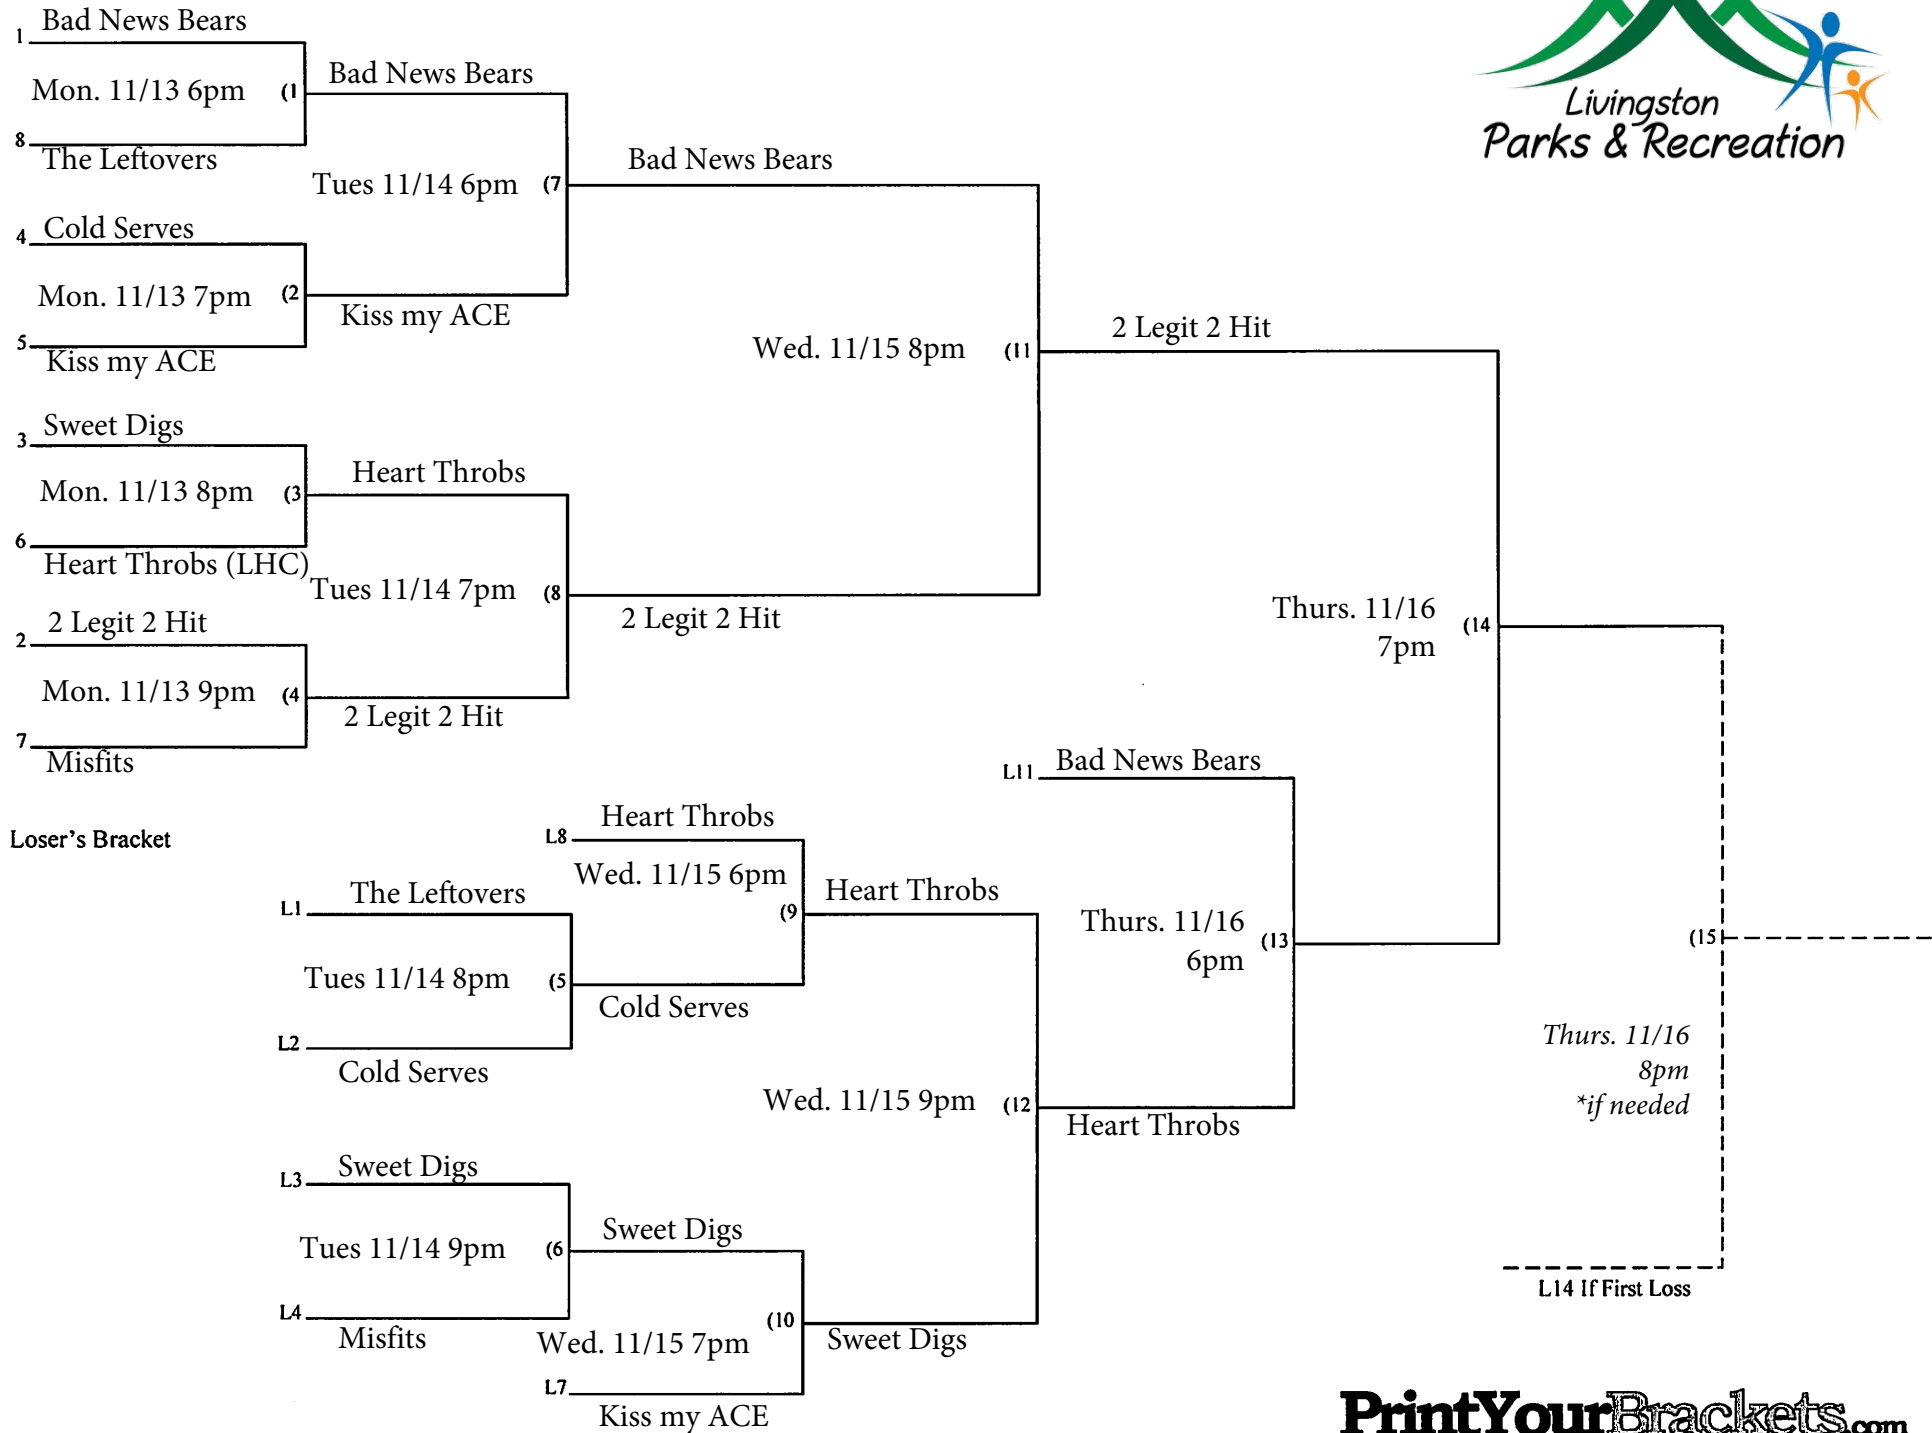 Bad News Bears
1
Mon. 11/13 6pm (1
8
The Leftovers
Bad News Bears
Tues 11/14 6pm (7
Bad News Bears
Livingston
Parks & Recreation
Cold Serves
4
Mon. 11/13 7pm (2
5
Kiss my ACE
Kiss my ACE
Wed. 11/15 8pm (11
2 Legit 2 Hit
Sweet Digs
3
Mon. 11/13 8pm (3
6
Heart Throbs (LHC)
Heart Throbs
Tues 11/14 7pm (8
2 Legit 2 Hit
2 Legit 2 Hit
2
Mon. 11/13 9pm (4
7
Misfits
2 Legit 2 Hit
Thurs. 11/16
7pm
(14
Loser's Bracket
L11 Bad News Bears
Heart Throbs
L8
Wed. 11/15 6pm
(9
The Leftovers
L1
Tues 11/14 8pm (5
L2
Cold Serves
Cold Serves
Heart Throbs
Thurs. 11/16
6pm
(13
(15
Thurs. 11/16
8pm
*if needed
Wed. 11/15 9pm (12
Heart Throbs
Sweet Digs
L3
Tues 11/14 9pm (6
L4
Misfits
Sweet Digs
(10
Wed. 11/15 7pm
L7
Kiss my ACE
Sweet Digs
L14 If First Loss
PrintYourBrackets.com